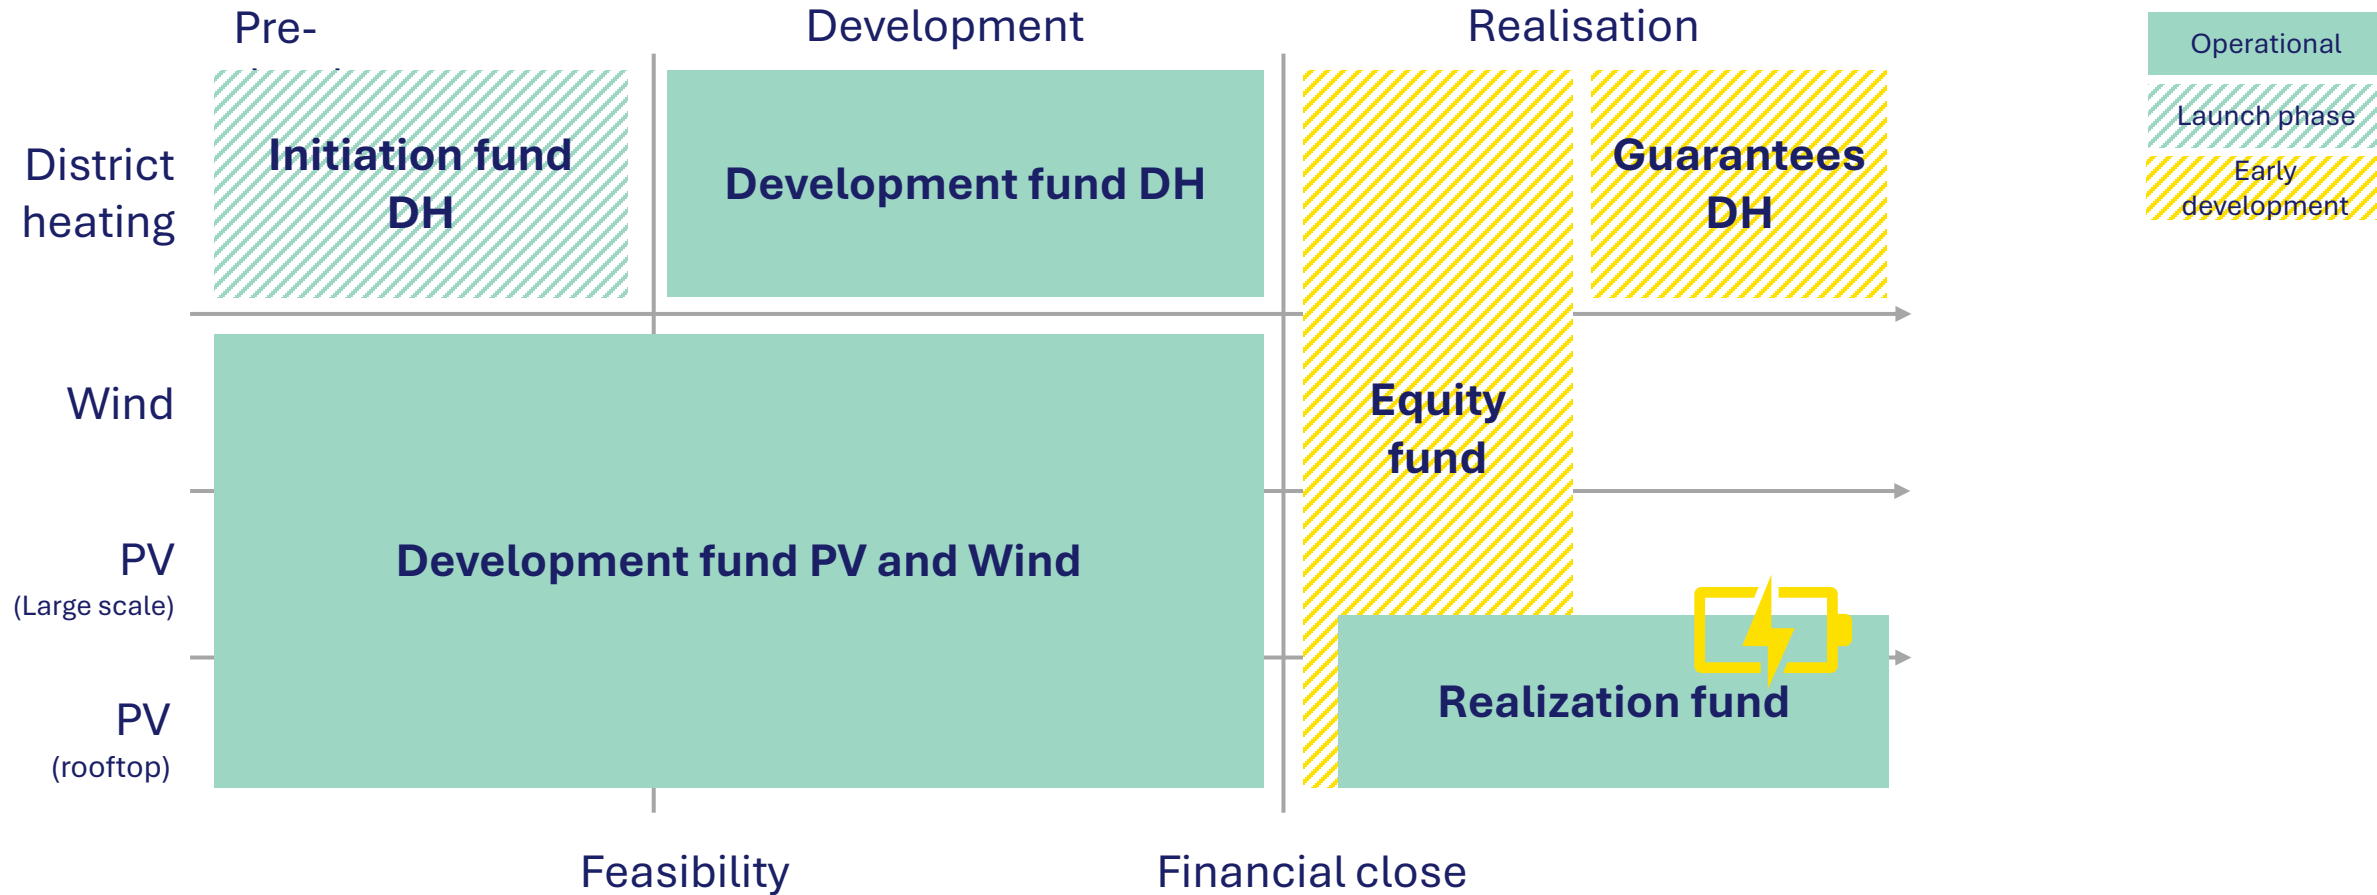 Pre-
Development
Realisation
Operational
Launch phase
Early
development
District
heating
Initiation fund
DH
Development fund DH
Guarantees
DH
Wind
Equity
fund
PV
(Large scale)
Development fund PV and Wind
PV
(rooftop)
Realization fund
Feasibility
Financial close